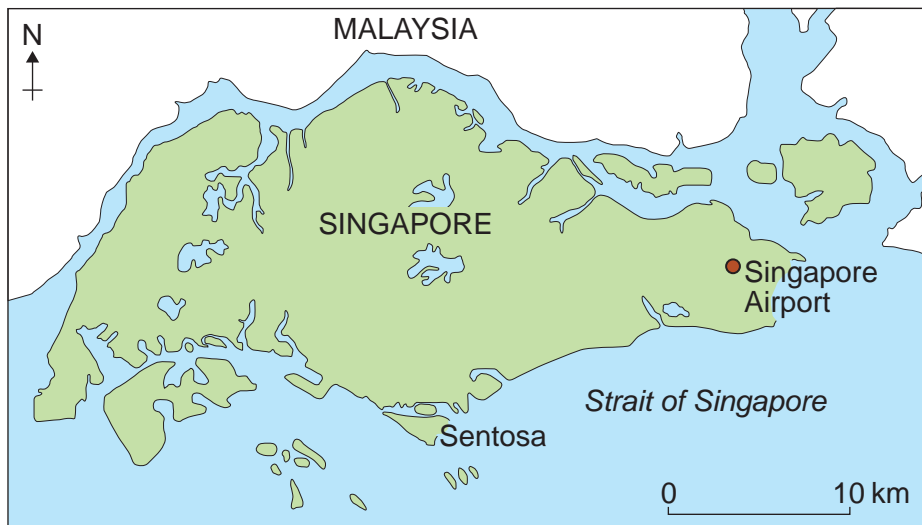 MALAYSIA
N
SINGAPORE
Singapore
Airport
Strait of Singapore
Sentosa
0 10 km